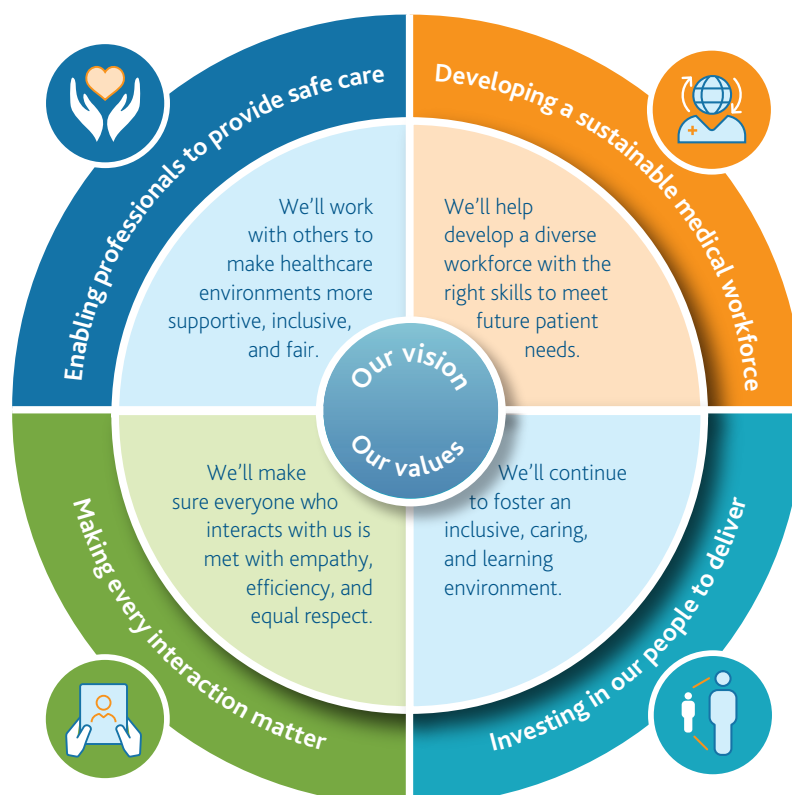 Enabling professionals to provide safe care
We’ll work
with others to
make healthcare
environments more
supportive, inclusive,
and fair.
Developing a sustainable medical workforce
We’ll help
develop a diverse
workforce with the
right skills to meet
future patient
needs.
Our vision
Our values
Making every interaction matter
We’ll make
sure everyone who
interacts with us is
met with empathy,
efficiency, and
equal respect.
Investing in our people to deliver
We’ll continue
to foster an
inclusive, caring,
and learning
environment.